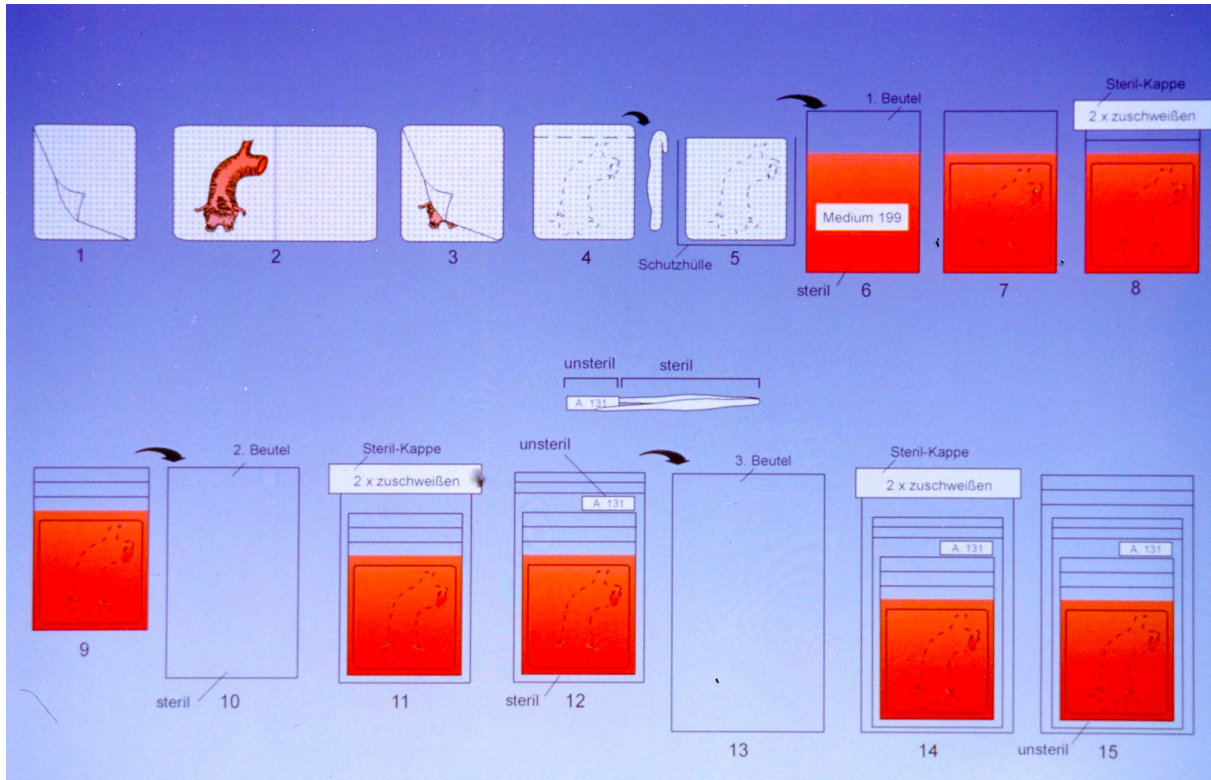 Steril-Kappe
1. Beutel
2 x zuschweißen
Medium 199
1
2
3
4
5
Schutzhülle
steril
6
7
8
unsteril
steril
A. 131
2. Beutel
Steril-Kappe
unsteril
3. Beutel
Steril-Kappe
2 x zuschweißen
2 x zuschweißen
A. 131
A. 131
A. 131
9
steril
10
11
steril
12
13
14
unsteril
15